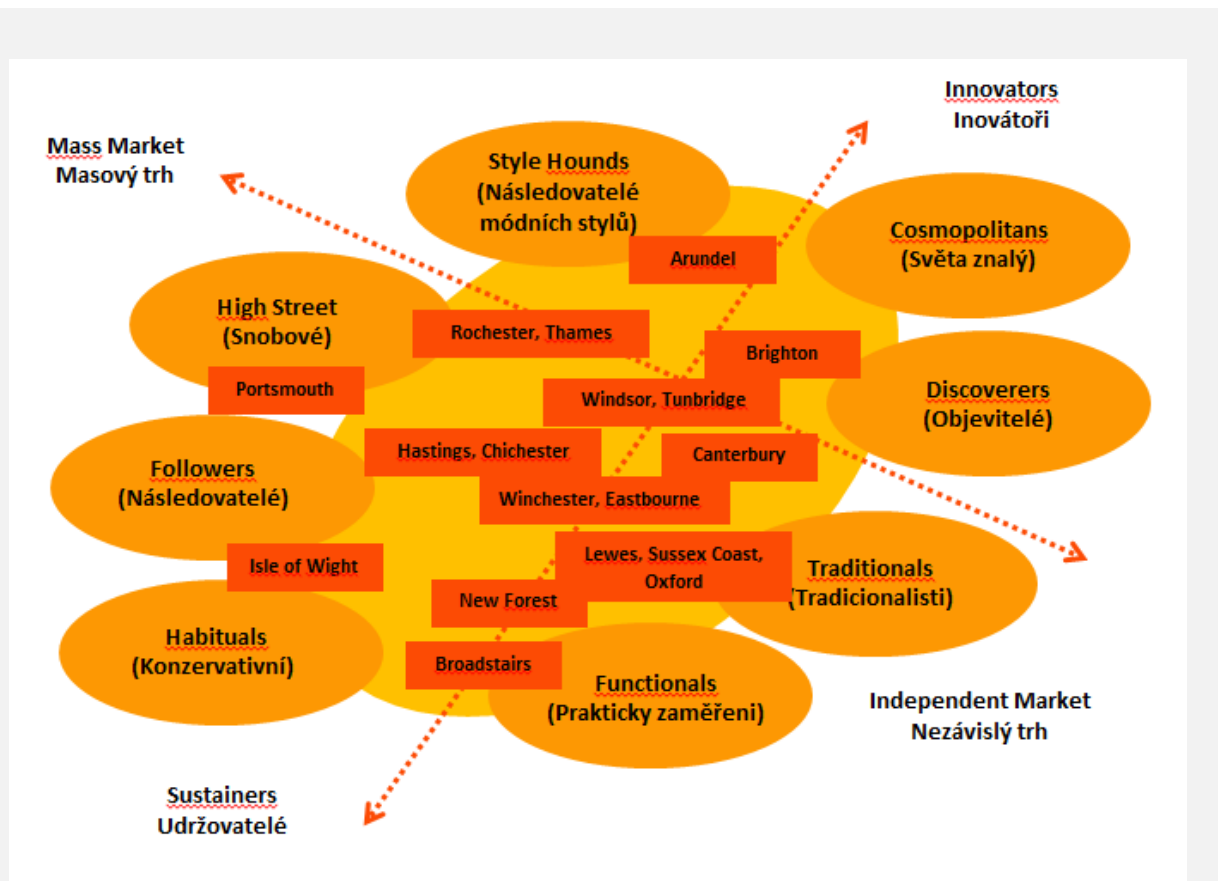 Innovators
Inovátoři
Mass Market
Masový trh
Style Hounds
(Následovatelé
módních stylů)
Cosmopolitans
(Světa znalý)
Arundel
High Street
(Snobové)
Rochester, Thames
Brighton
Portsmouth
Windsor, Tunbridge
Discoverers
(Objevitelé)
Hastings, Chichester
Canterbury
Followers
(Následovatelé)
Winchester, Eastbourne
Isle of Wight
Lewes, Sussex Coast,
Oxford
Traditionals
(Tradicionalisti)
New Forest
Habituals
(Konzervativní)
Broadstairs
Functionals
(Prakticky zaměřeni)
Independent Market
Nezávislý trh
Sustainers
Udržovatelé